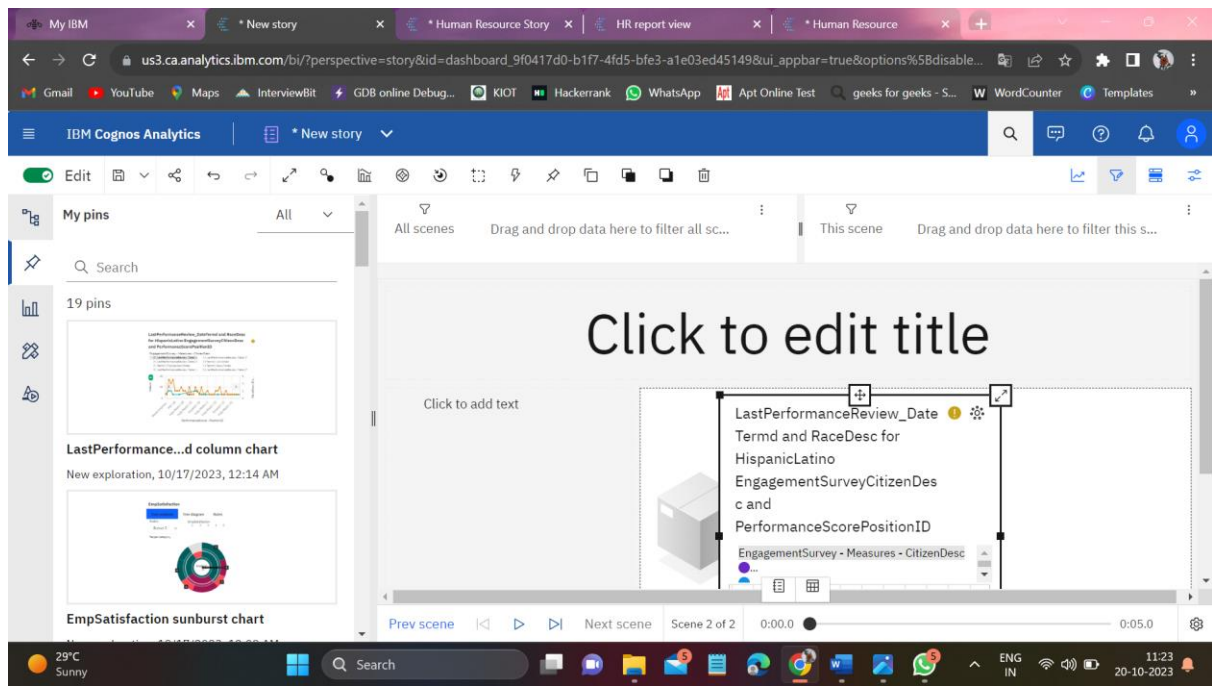 My IBM
* New story
* Human Resource Story
HR report view
* Human Resource
us3.ca.analytics.ibm.com/bi/?perspective=story&id=dashboard_9f0417d0-b1f7-4fd5-bfe3-a1e03ed45149&ui_appbar=true&options%5Bdisable...
Gmail YouTube Maps InterviewBit GDB online Debug... KIOT Hackerrank WhatsApp Apt Online Test geeks for geeks - S... WordCounter Templates »
IBM Cognos Analytics
* New story
Edit
My pins
All
Search
19 pins
LastPerformance...d column chart
New exploration, 10/17/2023, 12:14 AM
EmpSatisfaction
EmpSatisfaction sunburst chart
All scenes
Drag and drop data here to filter all sc...
This scene
Drag and drop data here to filter this s...
Click to edit title
Click to add text
LastPerformanceReview_Date
Termd and RaceDesc for
HispanicLatino
EngagementSurveyCitizenDes
c and
PerformanceScorePositionID
EngagementSurvey - Measures - CitizenDesc
...
Prev scene
Next scene
Scene 2 of 2
0:00.0
0:05.0
29°C
Sunny
Search
ENG
IN
11:23
20-10-2023